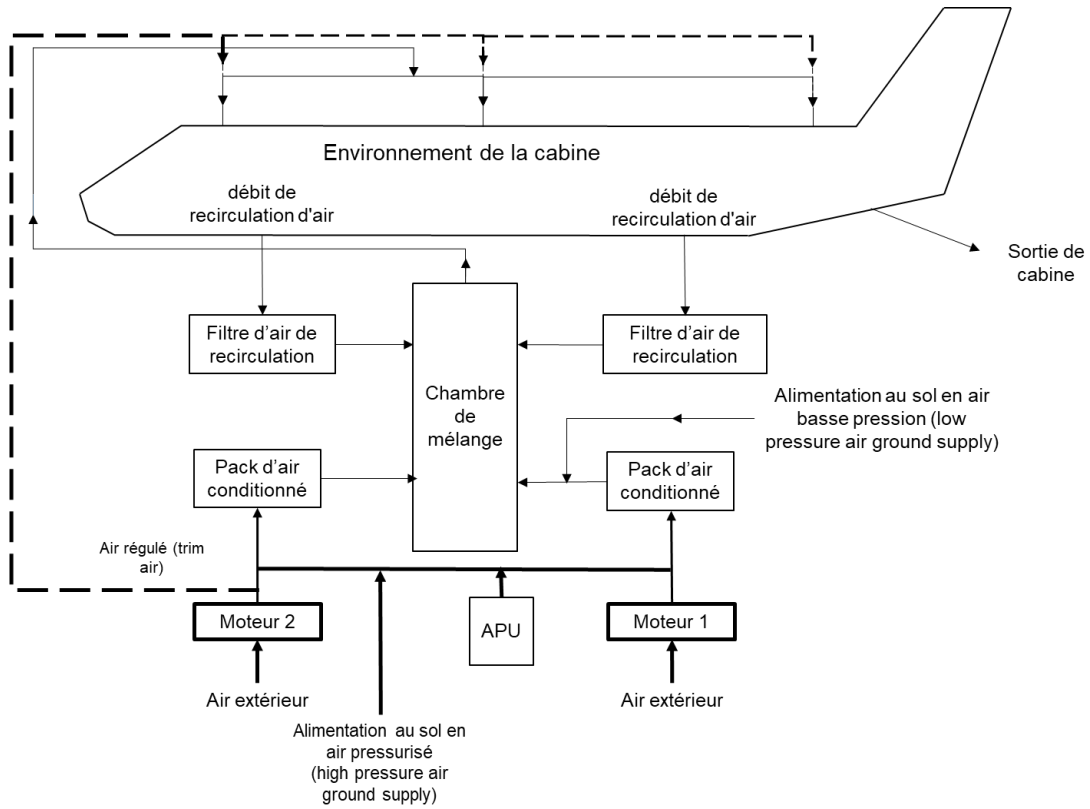 Environnement de la cabine
débit de
recirculation d'air
débit de
recirculation d'air
Sortie de
cabine
Filtre d’air de
recirculation
Filtre d’air de
recirculation
Chambre
de
mélange
Alimentation au sol en air
basse pression (low
pressure air ground supply)
Pack d’air
conditionné
Pack d’air
conditionné
Air régulé (trim
air)
Moteur 2
APU
Moteur 1
Air extérieur
Air extérieur
Alimentation au sol en
air pressurisé
(high pressure air
ground supply)